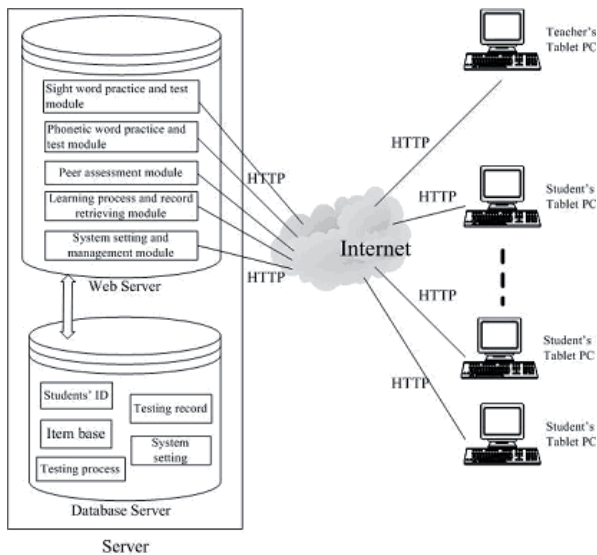 Sight word practice and test
module
Phonetic word practice and
test module
Peer assessment module
Learning process and record
retrieving module
System setting and
management module
Web Server
Students' ID
Testing record
Item base
System
setting
Testing process
Database Server
Server
HTTP
HTTP
Internet
HTTP
HTTP
HTTP
HTTP
Teacher's
Tablet PC
Student's
Tablet PC
Student's
Tablet PC
Student's
Tablet PC